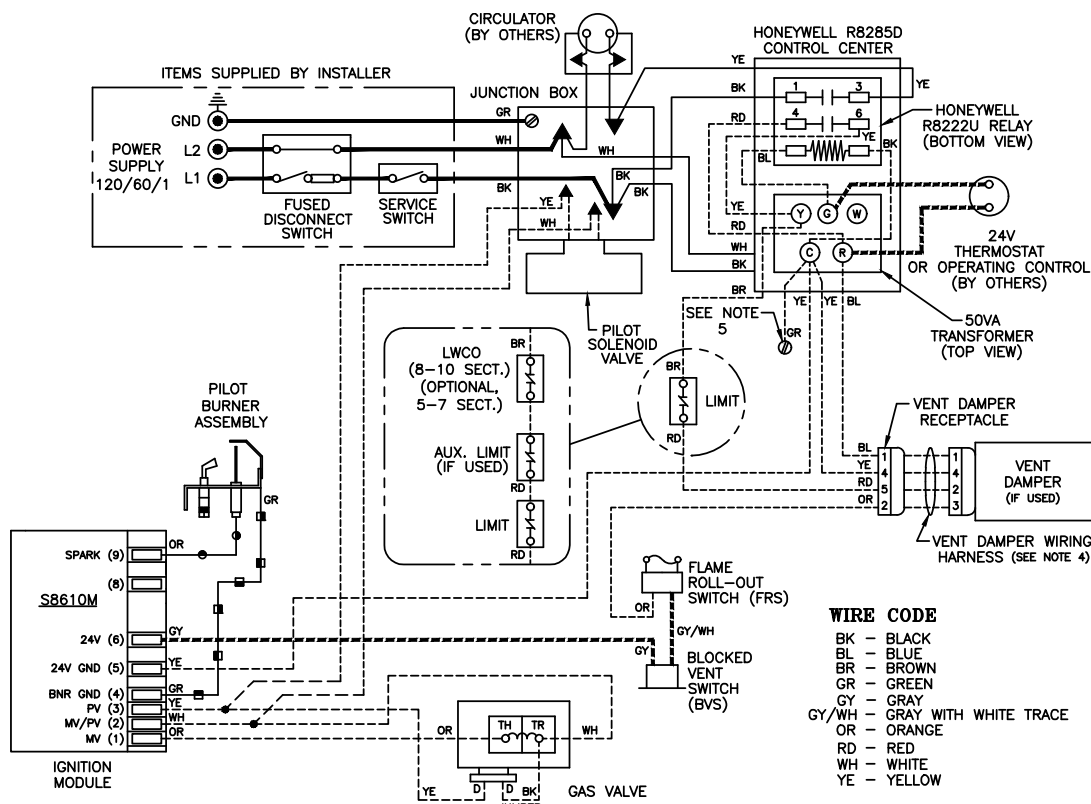 CIRCULATOR
(BY OTHERS)
HONEYWELL R8285D
CONTROL CENTER
ITEMS SUPPLIED BY INSTALLER
JUNCTION BOX
YE
YE
BK
1
3
GR
GND
HONEYWELL
R8222U RELAY
(BOTTOM VIEW)
RD
4
6
YE
WH
L2
POWER
SUPPLY
120/60/1
L1
WH
BL
BK
BK
BK
BK
YE
WH
FUSED
DISCONNECT
SWITCH
SERVICE
SWITCH
YE
RD
Y
G
W
WH
BK
C
R
24V
THERMOSTAT
OR OPERATING CONTROL
(BY OTHERS)
BR
YE
YE
BL
SEE NOTE
5
GR
50VA
TRANSFORMER
(TOP VIEW)
PILOT
SOLENOID
VALVE
BR
LWCO
(8-10 SECT.)
(OPTIONAL,
5-7 SECT.)
BR
LIMIT
RD
PILOT
BURNER
ASSEMBLY
VENT DAMPER
RECEPTACLE
AUX. LIMIT
(IF USED)
RD
LIMIT
RD
BL
1
1
YE
4
4
RD
5
2
OR
2
3
VENT
DAMPER
(IF USED)
GR
VENT DAMPER WIRING
HARNESS (SEE NOTE 4)
OR
SPARK (9)
(8)
S8610M
24V (6)
GY
24V GND (5)
YE
BNR GND (4)
GR
PV (3)
YE
MV/PV (2)
WH
MV (1)
OR
IGNITION
MODULE
FLAME
ROLL-OUT
SWITCH (FRS)
OR
GY/WH
GY
BLOCKED
VENT
SWITCH
(BVS)
WIRE CODE
BK - BLACK
BL - BLUE
BR - BROWN
GR - GREEN
GY - GRAY
GY/WH - GRAY WITH WHITE TRACE
OR - ORANGE
RD - RED
WH - WHITE
YE - YELLOW
OR
TH
TR
WH
YE
D
D
BK
GAS VALVE